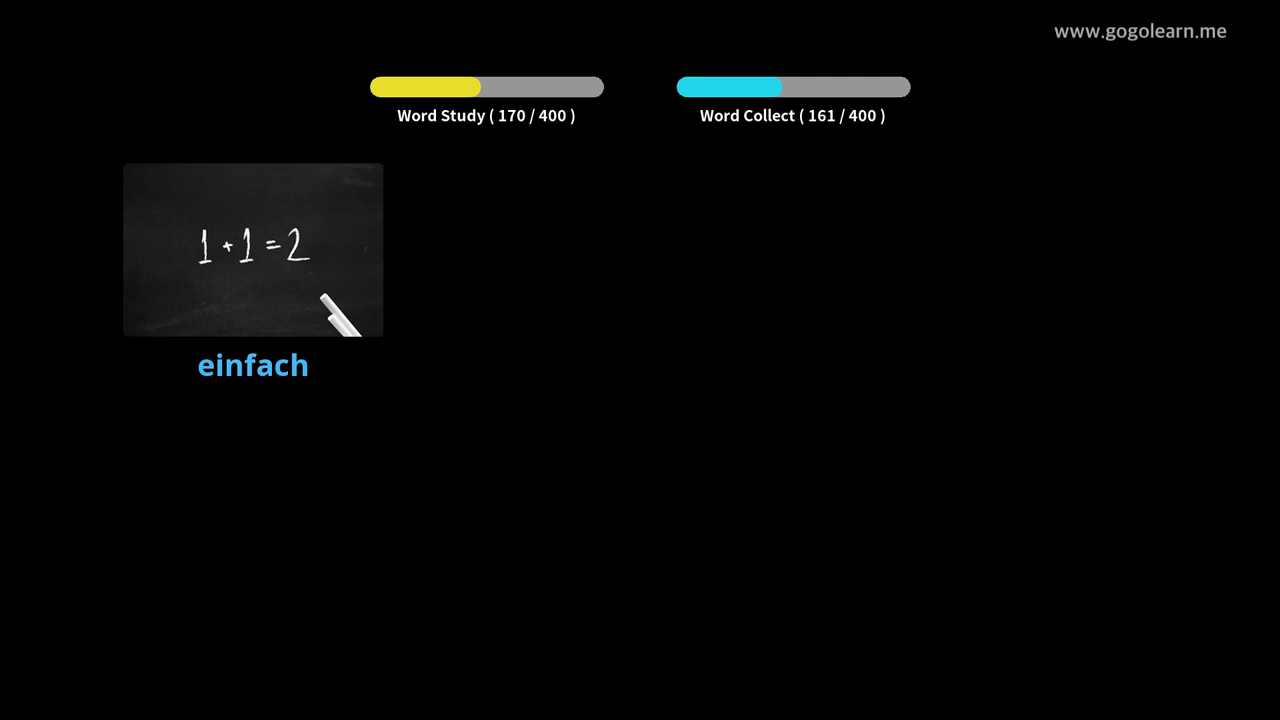 www.gogolearn.me
Word Study ( 170 / 400 )
Word Collect ( 161 / 400 )
1 + 1 = 2
einfach